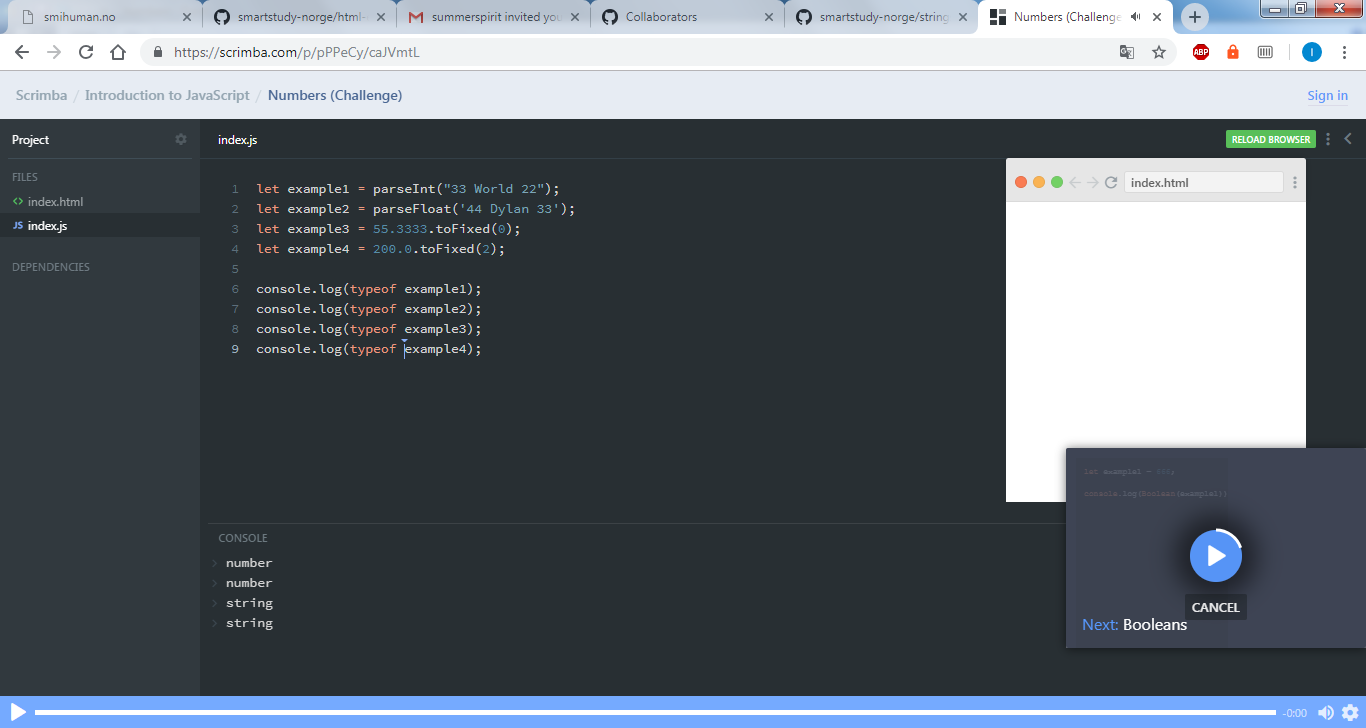 smihuman.no
smartstudy-norge/html-
summerspirit invited you
Collaborators
smartstudy-norge/string
Numbers (Challenge
https://scrimba.com/p/pPPeCy/caJVmtL
ABP
I
Scrimba / Introduction to JavaScript / Numbers (Challenge)
Sign in
Project
index.js
RELOAD BROWSER
FILES
<> index.html
JS index.js
DEPENDENCIES
1 let example1 = parseInt("33 World 22");
2 let example2 = parseFloat('44 Dylan 33');
3 let example3 = 55.3333.toFixed(0);
4 let example4 = 200.0.toFixed(2);
5
6 console.log(typeof example1);
7 console.log(typeof example2);
8 console.log(typeof example3);
9 console.log(typeof example4);
index.html
CONSOLE
number
number
string
string
let example1 =
console.log(Boolean(example1))
CANCEL
Next: Booleans
-0:00